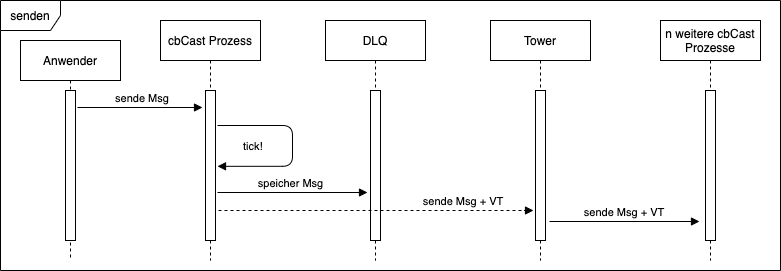 senden
Anwender
cbCast Prozess
DLQ
Tower
n weitere cbCast
Prozesse
sende Msg
tick!
speicher Msg
sende Msg + VT
sende Msg + VT